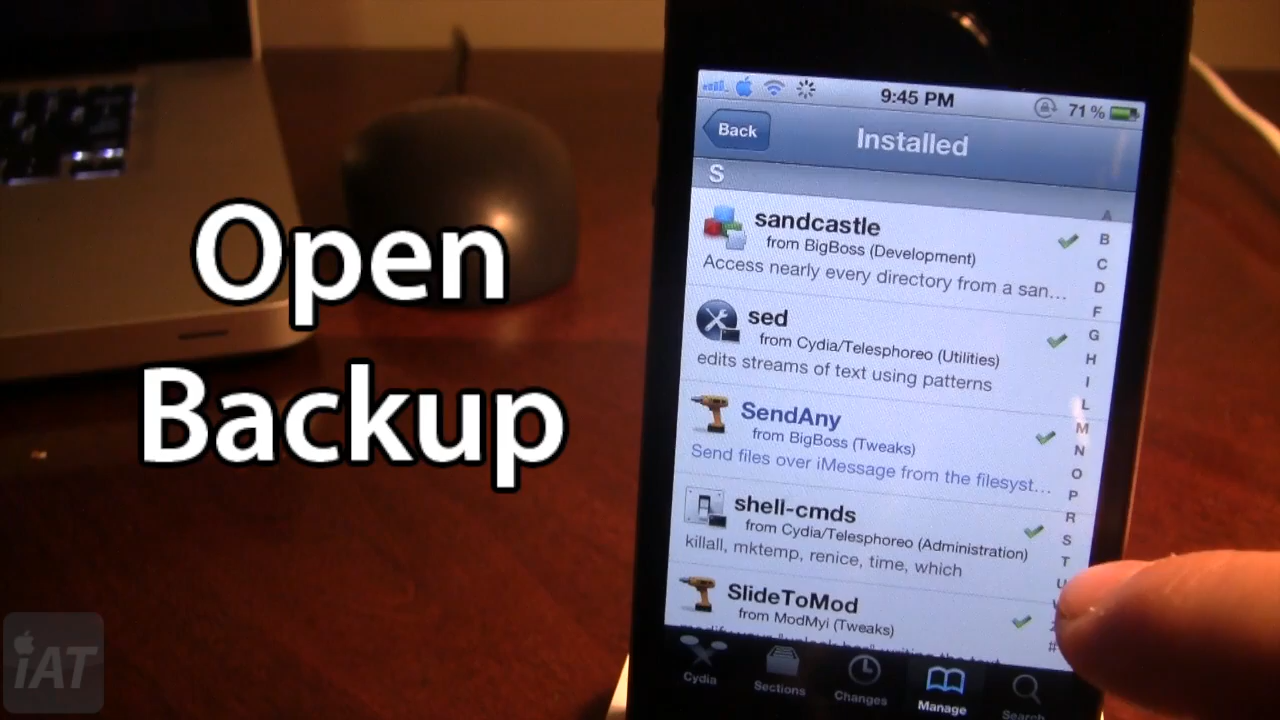 Open
Backup
iAT
9:45 PM
71 %
Back
Installed
S
sandcastle
from BigBoss (Development)
Access nearly every directory from a san...
sed
from Cydia/Telesphoreo (Utilities)
edits streams of text using patterns
SendAny
from BigBoss (Tweaks)
Send files over iMessage from the filesyst...
shell-cmds
from Cydia/Telesphoreo (Administration)
killall, mktemp, renice, time, which
SlideToMod
from ModMyi (Tweaks)
A
B
C
D
F
G
H
I
L
M
N
O
P
R
S
T
U
#
Cydia
Sections
Changes
Manage
Search